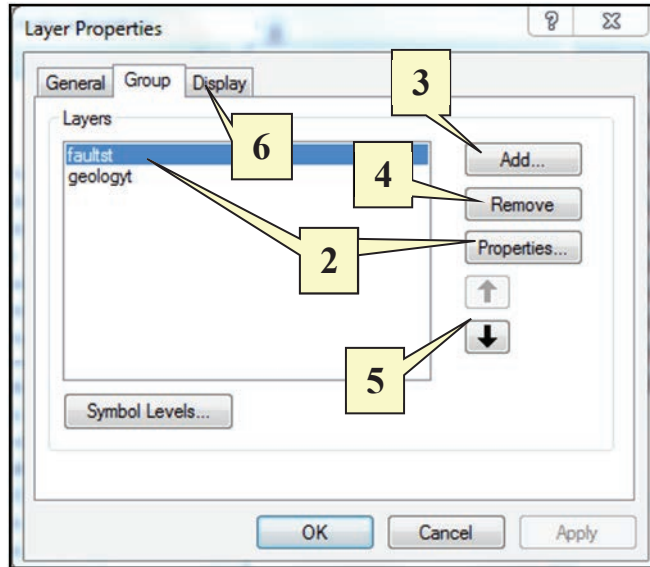 Layer Properties
General Group Display
3
Layers
faultst
6
Add...
geologyt
4
Remove
2
Properties...
5
Symbol Levels...
OK Cancel Apply